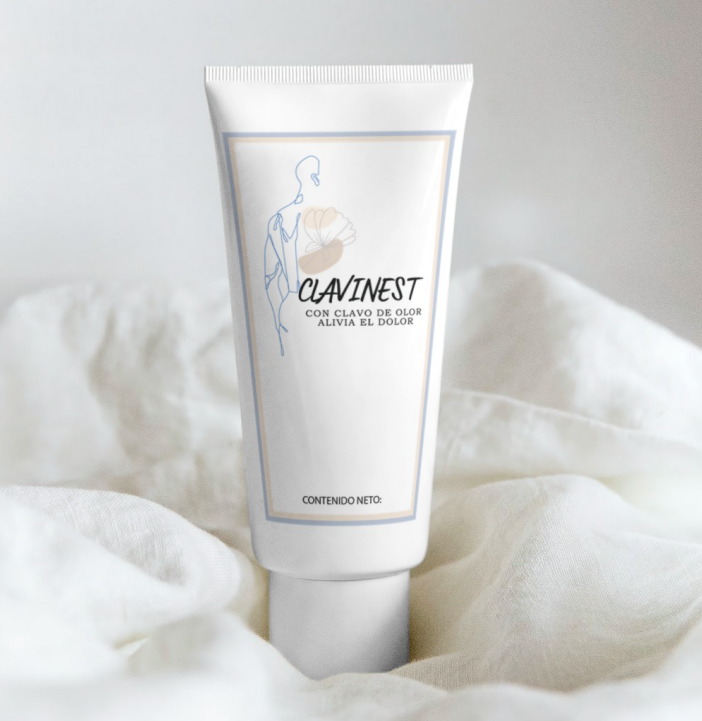 CLAVINEST
CON CLAVO DE OLOR
ALIVIA EL DOLOR
CONTENIDO NETO: